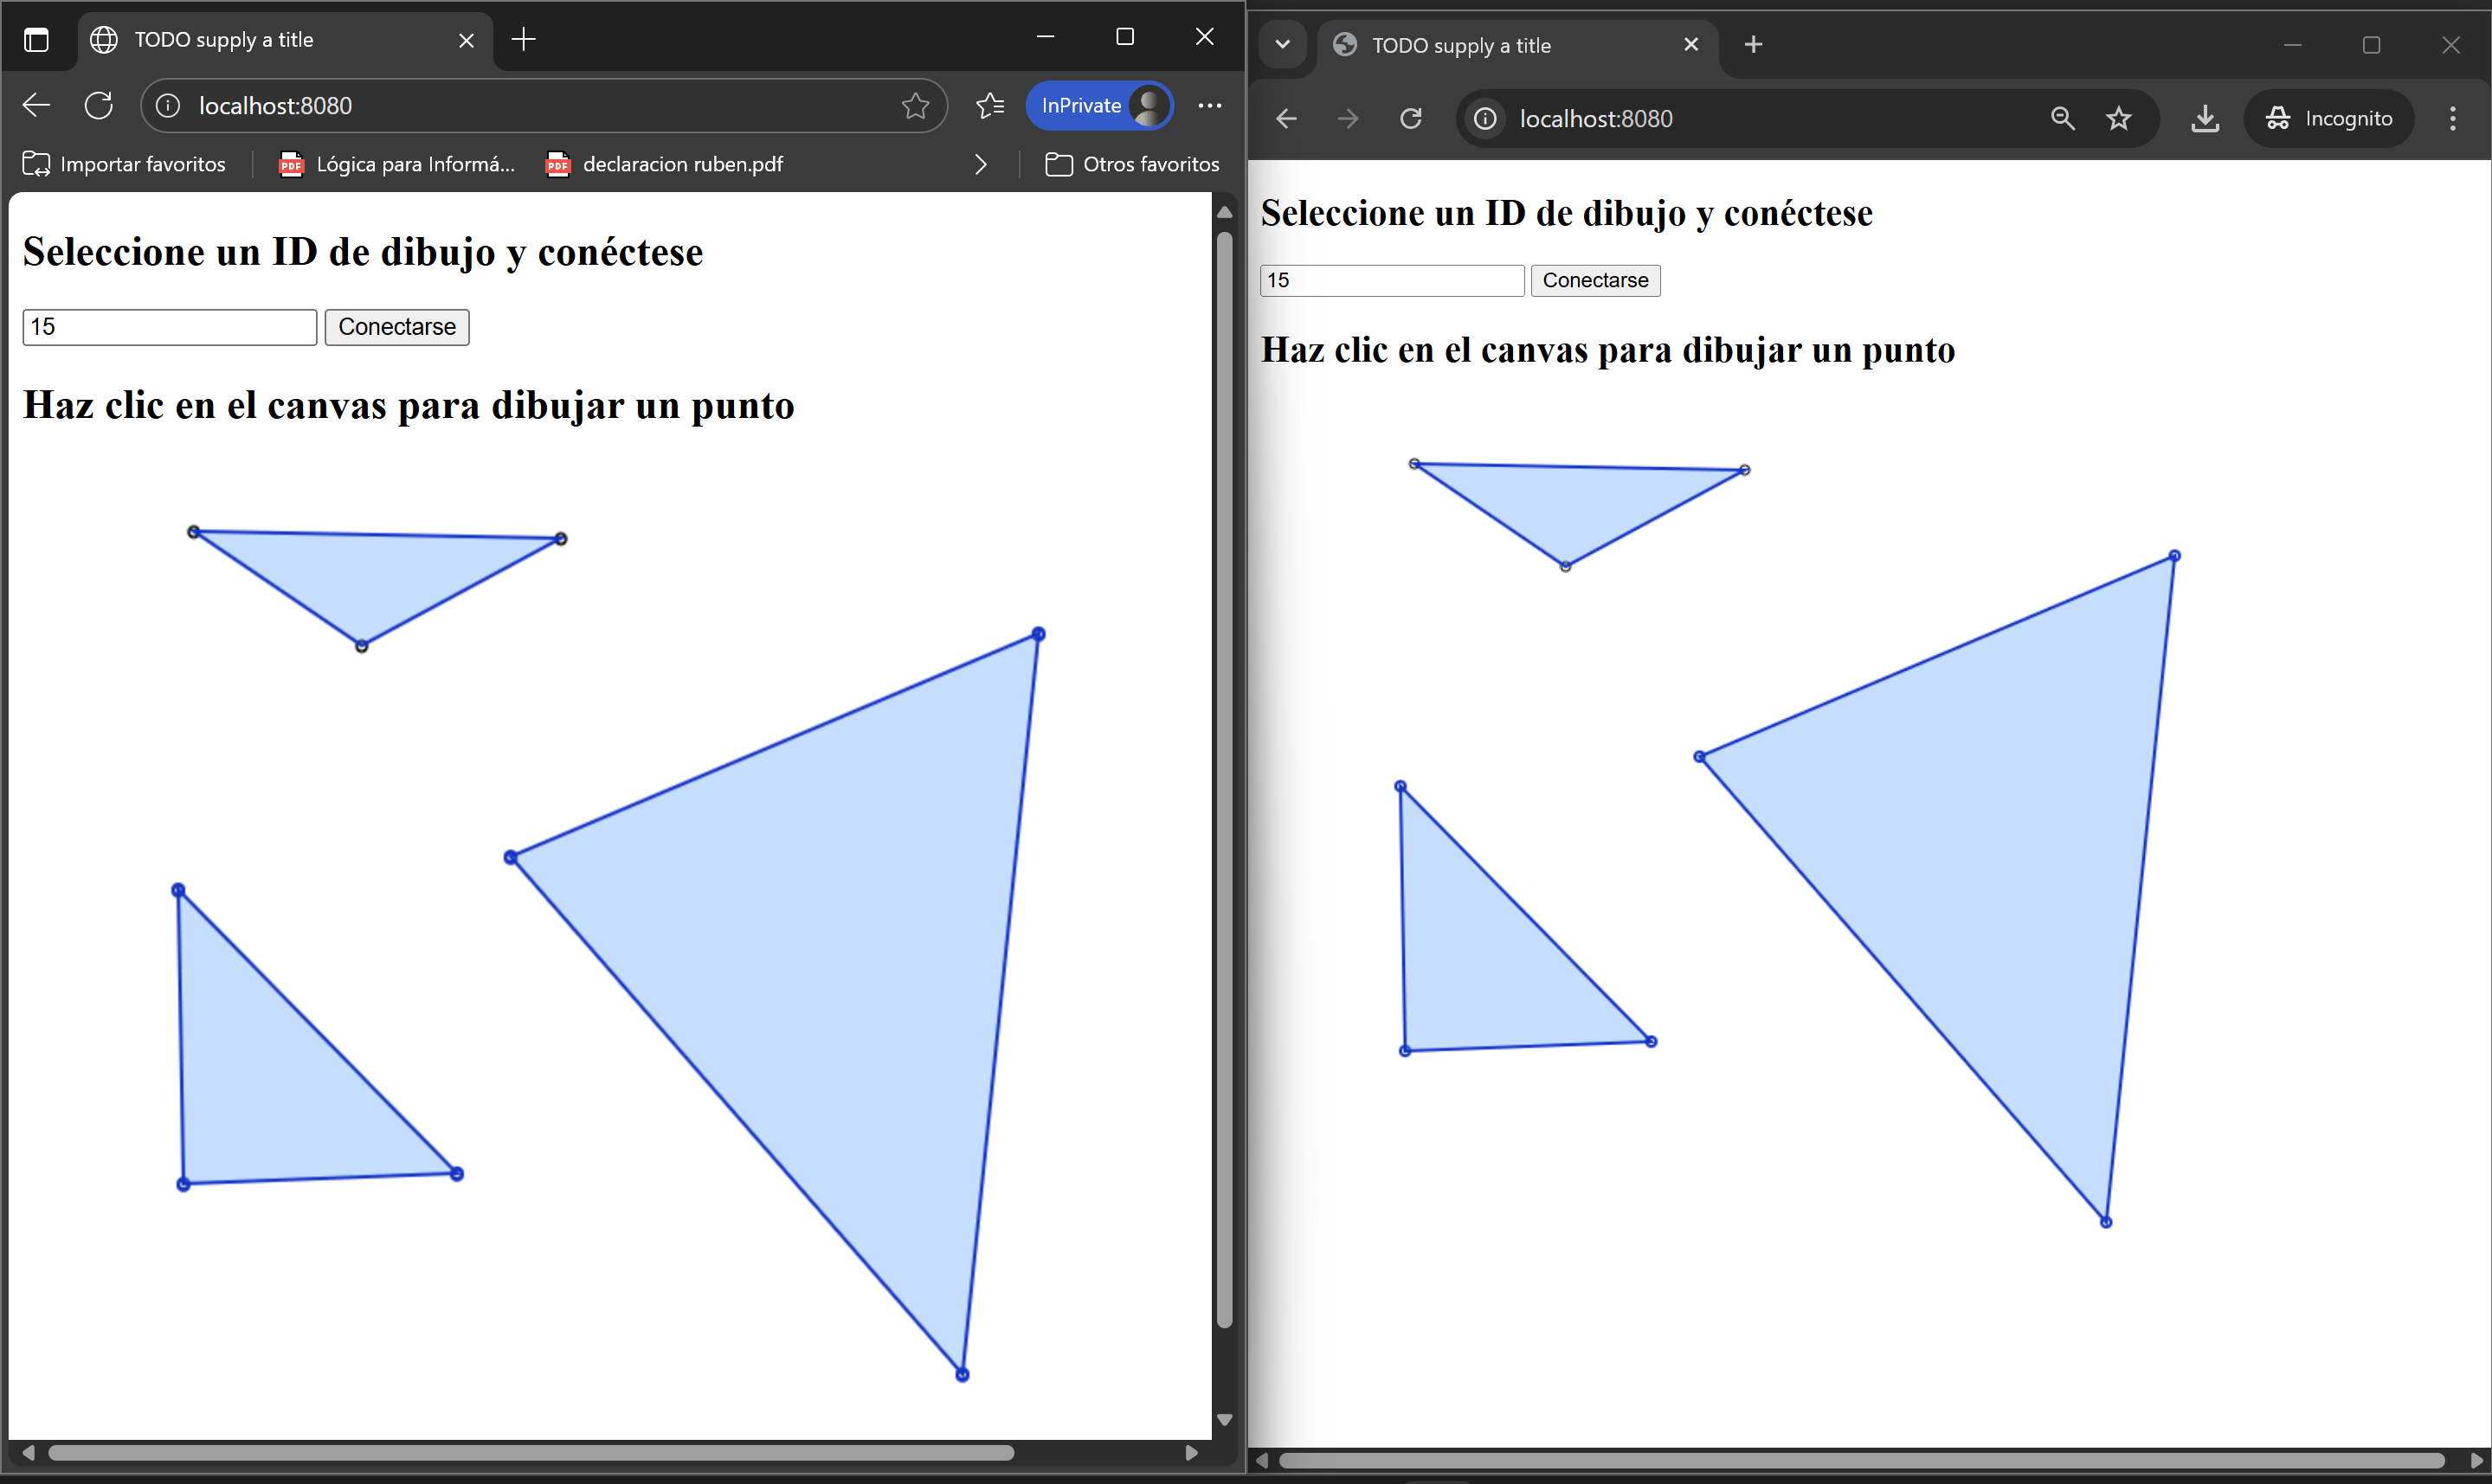 TODO supply a title
localhost:8080
InPrivate
Importar favoritos
Lógica para Informá...
declaracion ruben.pdf
Otros favoritos
Seleccione un ID de dibujo y conéctese
15
Conectarse
Haz clic en el canvas para dibujar un punto
TODO supply a title
localhost:8080
Incognito
Seleccione un ID de dibujo y conéctese
15
Conectarse
Haz clic en el canvas para dibujar un punto